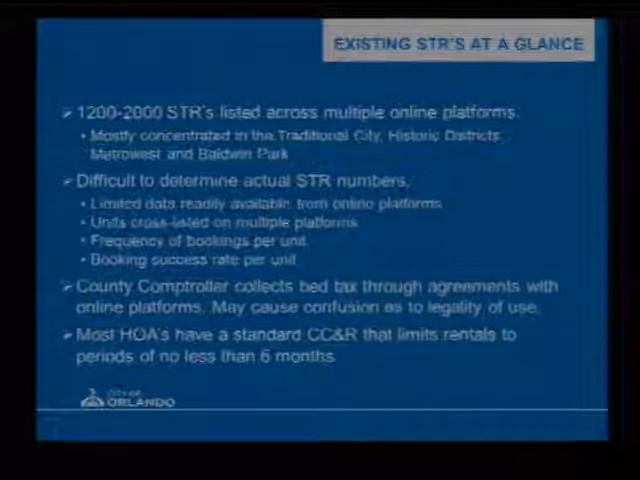 EXISTING STR'S AT A GLANCE
➢ 1200-2000 STR's listed across multiple online platforms.
• Mostly concentrated in the Traditional City, Historic Districts,
Metrowest and Baldwin Park
➢ Difficult to determine actual STR numbers.
• Limited data readily available from online platforms
• Units cross-listed on multiple platforms
• Frequency of bookings per unit
• Booking success rate per unit
➢ County Comptroller collects bed tax through agreements with
online platforms. May cause confusion as to legality of use.
➢ Most HOA's have a standard CC&R that limits rentals to
periods of no less than 6 months
CITY OF
ORLANDO